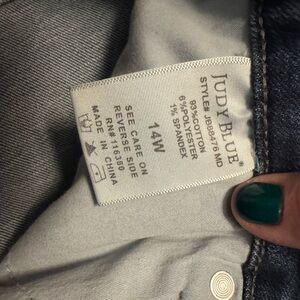 JUDY BLUE®
STYLE# JB88476 MD
93%COTTON
6%POLYESTER
1% SPANDEX
14W
SEE CARE ON
REVERSE SIDE
RN#116380
MADE IN CHINA